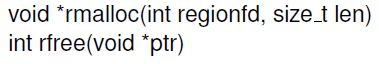 void *rmalloc(int regionfd, size_t len)
int rfree(void *ptr)